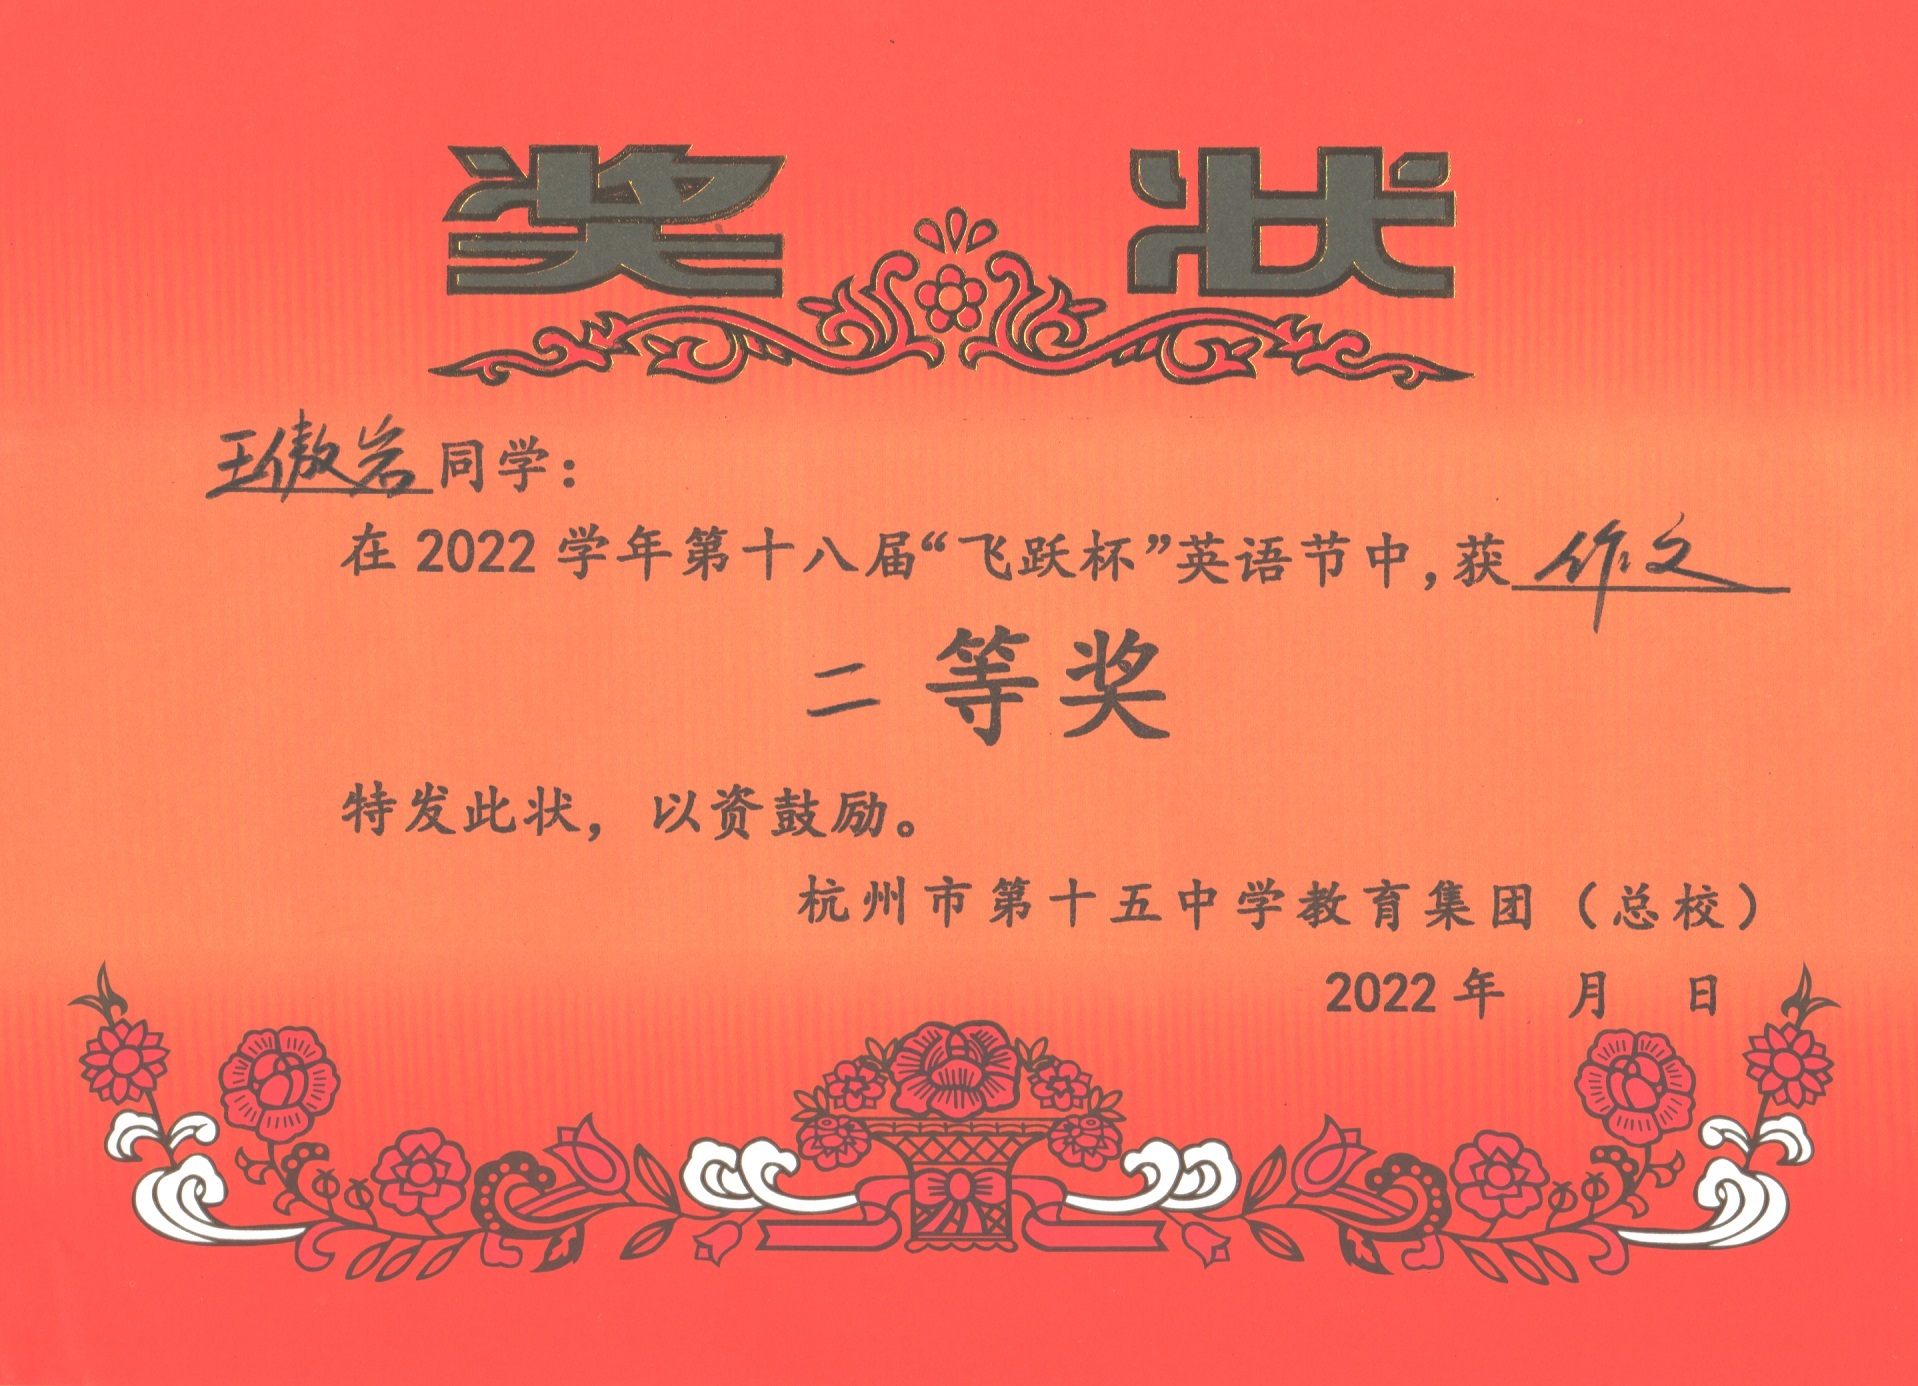 奖状
王傲岩同学：
在2022学年第十八届“飞跃杯”英语节中，获作文
二等奖
特发此状，以资鼓励。
杭州市第十五中学教育集团（总校）
2022年 月 日